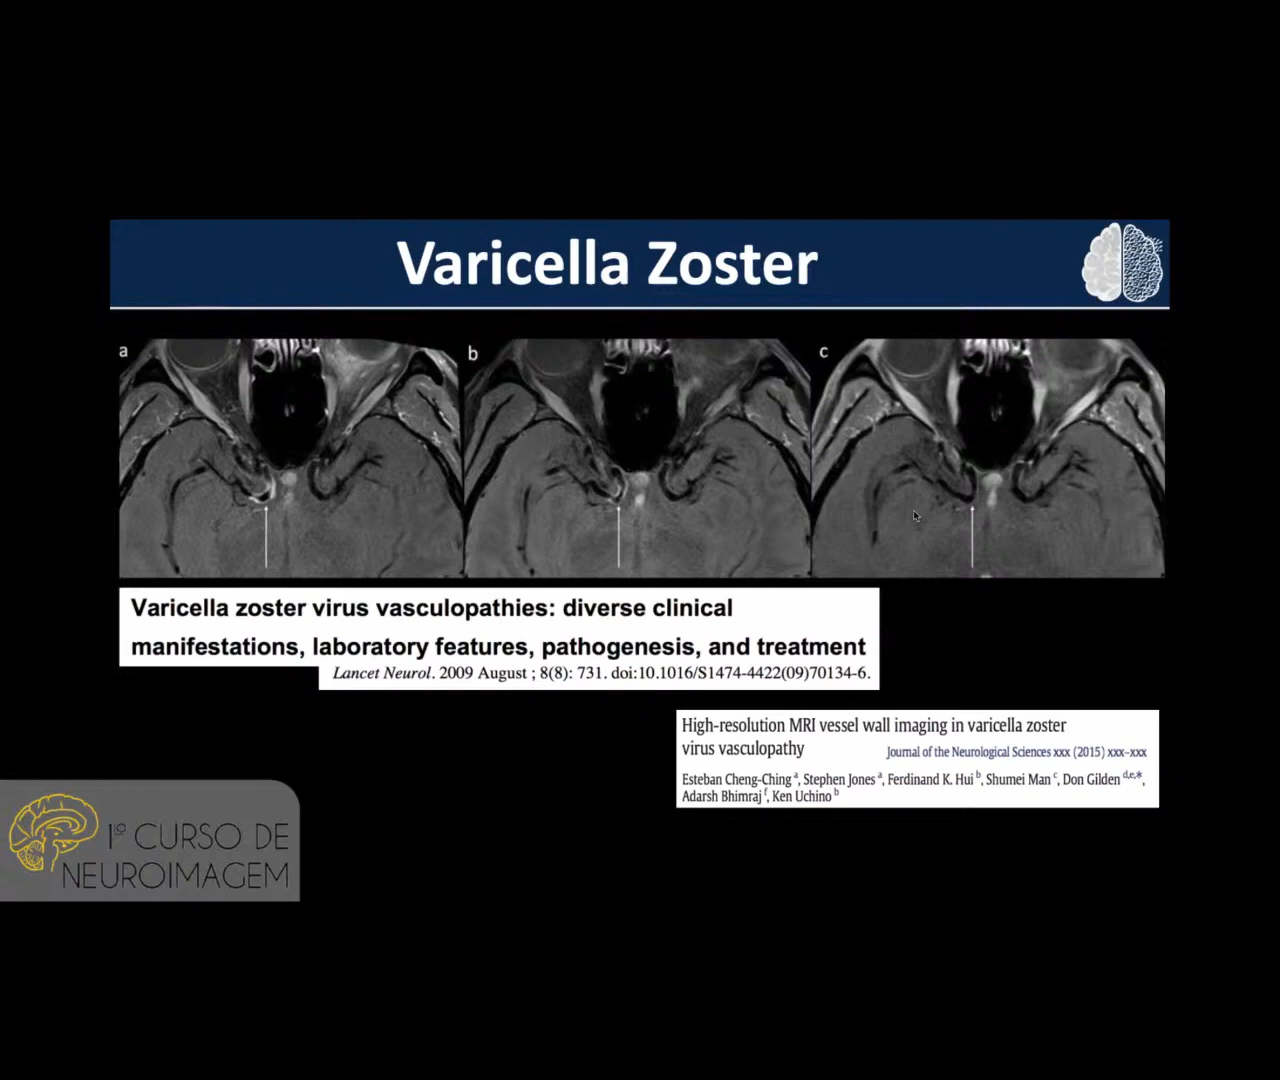 Varicella Zoster
a
b
c
Varicella zoster virus vasculopathies: diverse clinical
manifestations, laboratory features, pathogenesis, and treatment
Lancet Neurol. 2009 August ; 8(8): 731. doi:10.1016/S1474-4422(09)70134-6.
High-resolution MRI vessel wall imaging in varicella zoster
virus vasculopathy
Journal of the Neurological Sciences xxx (2015) xxx–xxx
Esteban Cheng-Ching a, Stephen Jones a, Ferdinand K. Hui b, Shumei Man c, Don Gilden d,e,*,
Adarsh Bhimraj f, Ken Uchino b
1º CURSO DE
NEUROIMAGEM